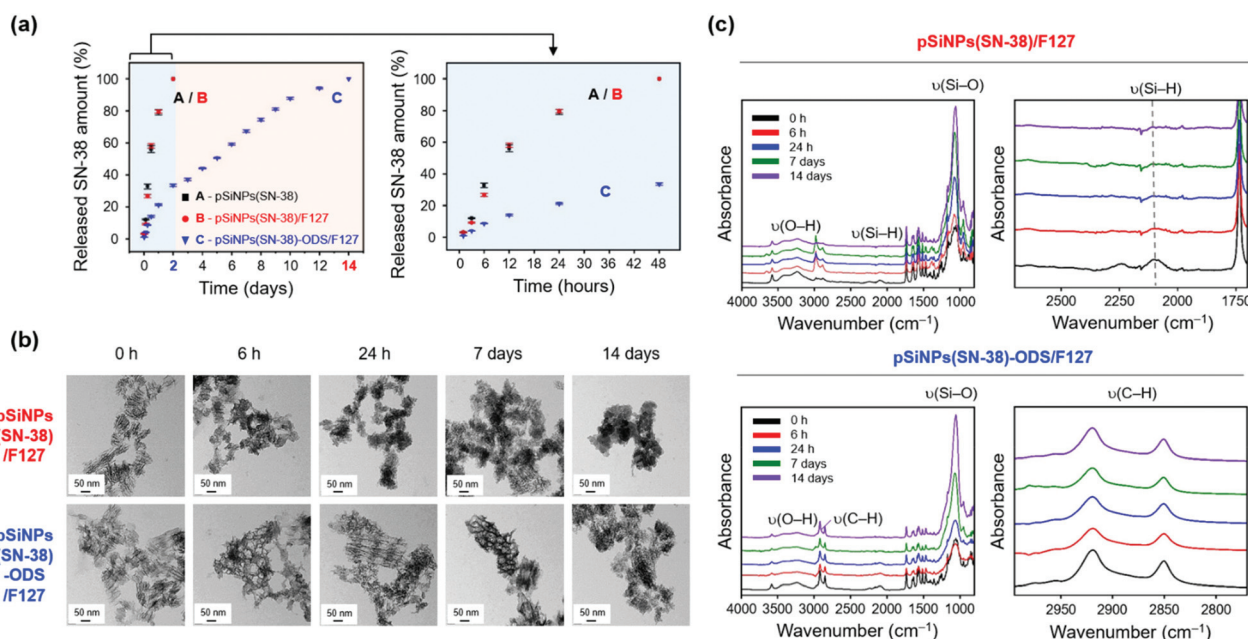 (a)
Released SN-38 amount (%)
100
80
60
40
20
0
A / B
C
A - pSiNPs(SN-38)
B - pSiNPs(SN-38)/F127
C - pSiNPs(SN-38)-ODS/F127
0 2 4 6 8 10 12 14
Time (days)
Released SN-38 amount (%)
100
80
60
40
20
0
A / B
C
0 6 12 18 24 30 36 42 48
Time (hours)
(b)
0 h 6 h 24 h 7 days 14 days
pSiNPs
(SN-38)
/F127
50 nm 50 nm 50 nm 50 nm 50 nm
pSiNPs
(SN-38)
-ODS
/F127
50 nm 50 nm 50 nm 50 nm 50 nm
(c)
pSiNPs(SN-38)/F127
υ(Si–O)
Absorbance
0 h
6 h
24 h
7 days
14 days
υ(O–H)
υ(Si–H)
4000 3000 2000 1000
Wavenumber (cm⁻¹)
υ(Si–H)
Absorbance
2500 2250 2000 1750
Wavenumber (cm⁻¹)
pSiNPs(SN-38)-ODS/F127
υ(Si–O)
Absorbance
0 h
6 h
24 h
7 days
14 days
υ(O–H) υ(C–H)
4000 3000 2000 1000
Wavenumber (cm⁻¹)
υ(C–H)
Absorbance
2950 2900 2850 2800
Wavenumber (cm⁻¹)